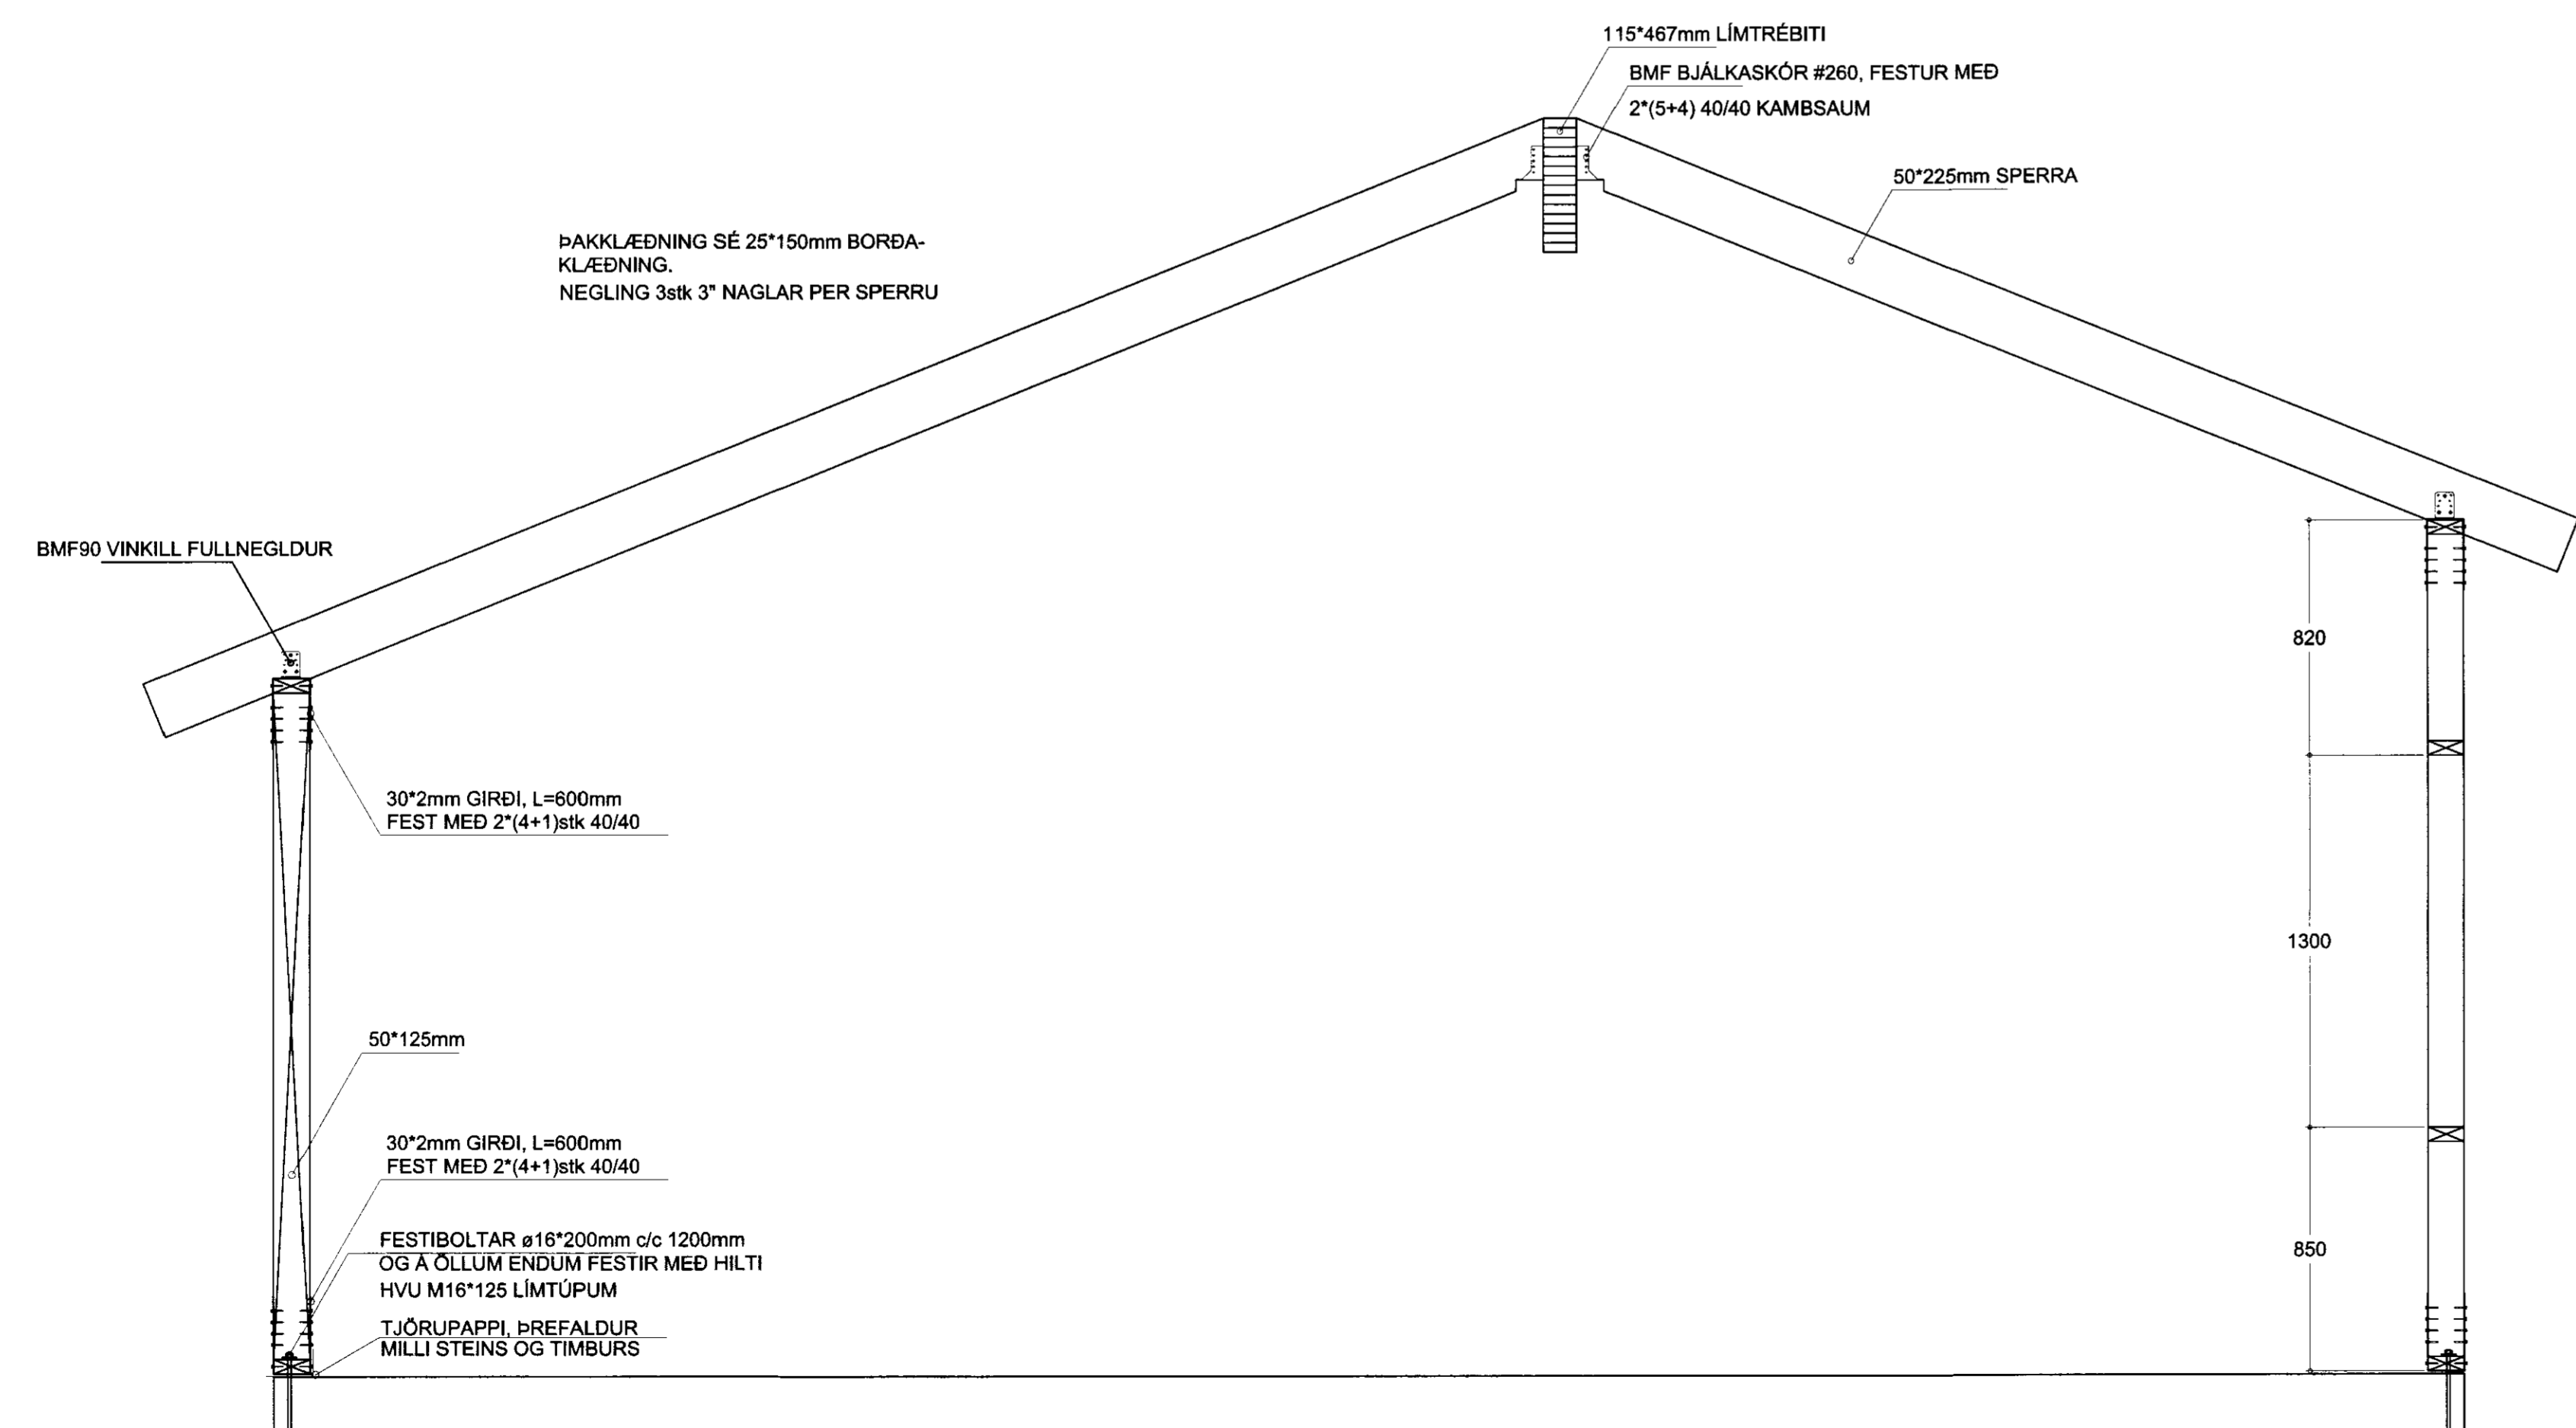 115*467mm LÍMTRÉBITI
BMF BJÁLKASKÓR #260, FESTUR MEÐ
2*(5+4) 40/40 KAMBSAUM
50*225mm SPERRA
ÞAKKLÆÐNING SÉ 25*150mm BORÐA-
KLÆÐNING.
NEGLING 3stk 3" NAGLAR PER SPERRU
BMF90 VINKILL FULLNEGLDUR
820
30*2mm GIRÐI, L=600mm
FEST MEÐ 2*(4+1)stk 40/40
1300
50*125mm
30*2mm GIRÐI, L=600mm
FEST MEÐ 2*(4+1)stk 40/40
FESTIBOLTAR ø16*200mm c/c 1200mm
OG Á ÖLLUM ENDUM FESTIR MEÐ HILTI
HVU M16*125 LÍMTÚPUM
850
TJÖRUPAPPI, ÞREFALDUR
MILLI STEINS OG TIMBURS